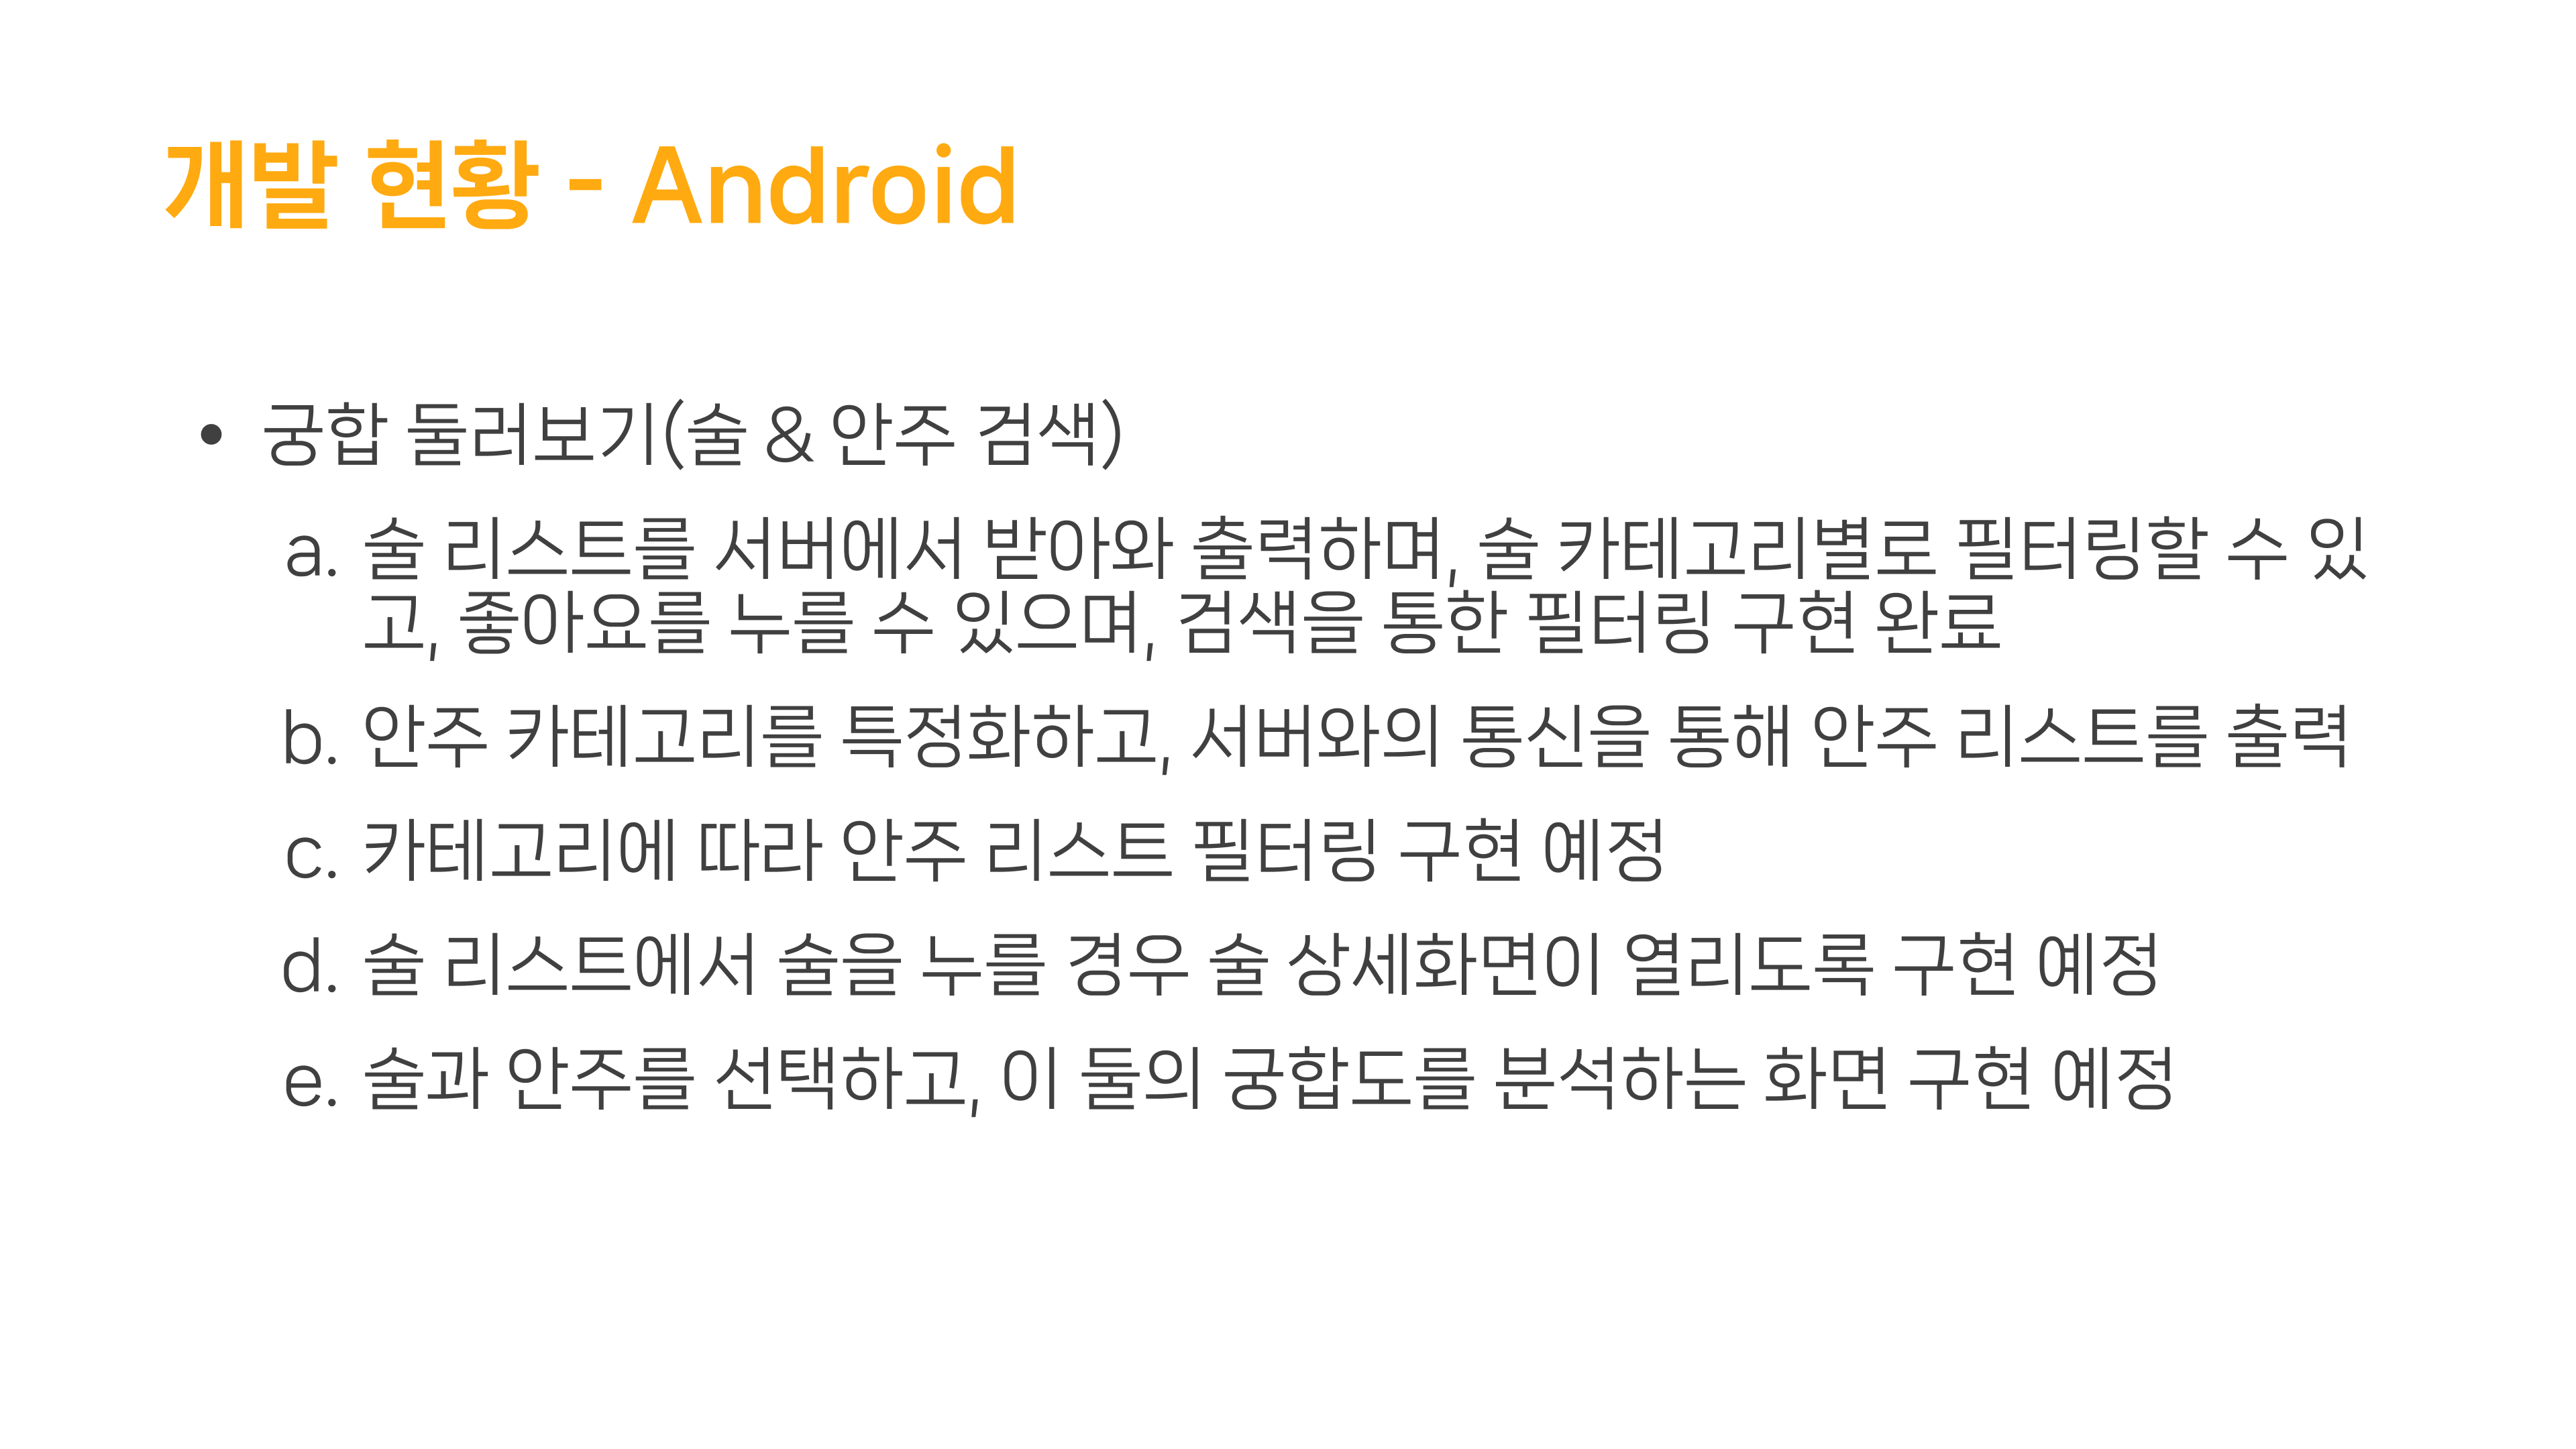 개발 현황 - Android
• 궁합 둘러보기(술 & 안주 검색)
a. 술 리스트를 서버에서 받아와 출력하며, 술 카테고리별로 필터링할 수 있
고, 좋아요를 누를 수 있으며, 검색을 통한 필터링 구현 완료
b. 안주 카테고리를 특정화하고, 서버와의 통신을 통해 안주 리스트를 출력
c. 카테고리에 따라 안주 리스트 필터링 구현 예정
d. 술 리스트에서 술을 누를 경우 술 상세화면이 열리도록 구현 예정
e. 술과 안주를 선택하고, 이 둘의 궁합도를 분석하는 화면 구현 예정